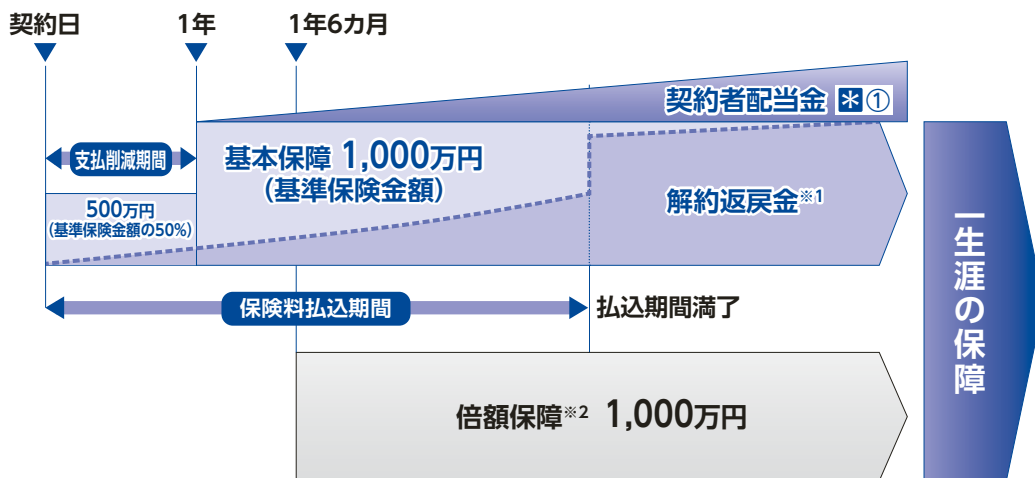 契約日
1年
1年6カ月
契約者配当金 *①
支払削減期間
基本保障 1,000万円
(基準保険金額)
500万円
(基準保険金額の50%)
解約返戻金※1
保険料払込期間
払込期間満了
倍額保障※2 1,000万円
一生涯の保障